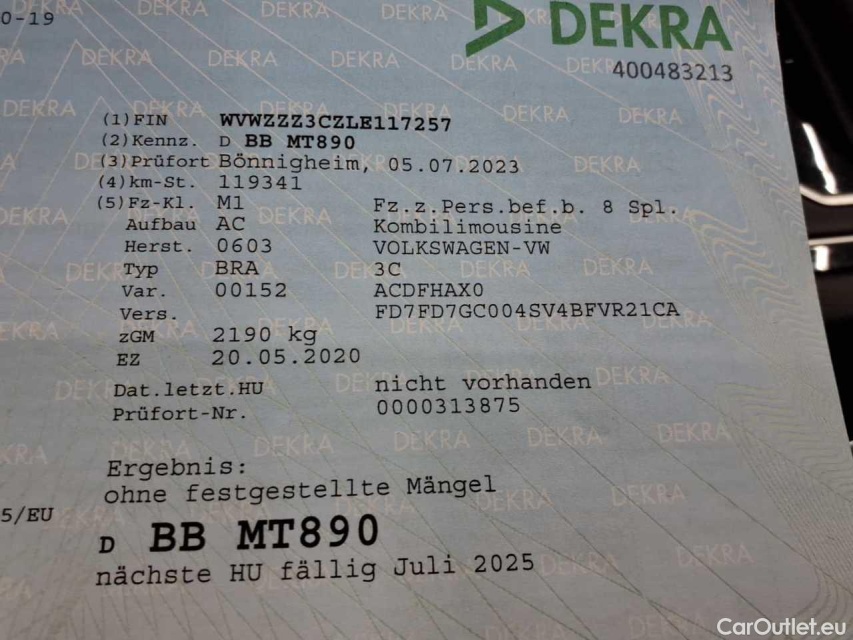 0-19
DEKRA
400483213
(1)FIN WVWZZZ3CZLE117257
(2)Kennz. D BB MT890
(3)Prüfort Bönnigheim, 05.07.2023
(4)km-St. 119341
(5)Fz-Kl. M1 Fz.z.Pers.bef.b. 8 Spl.
Aufbau AC Kombilimousine
Herst. 0603 VOLKSWAGEN-VW
Typ BRA 3C
Var. 00152 ACDFHAX0
Vers. FD7FD7GC004SV4BFVR21CA
zGM 2190 kg
EZ 20.05.2020
Dat.letzt.HU nicht vorhanden
Prüfort-Nr. 0000313875
Ergebnis:
ohne festgestellte Mängel
5/EU
D BB MT890
nächste HU fällig Juli 2025
CarOutlet.eu